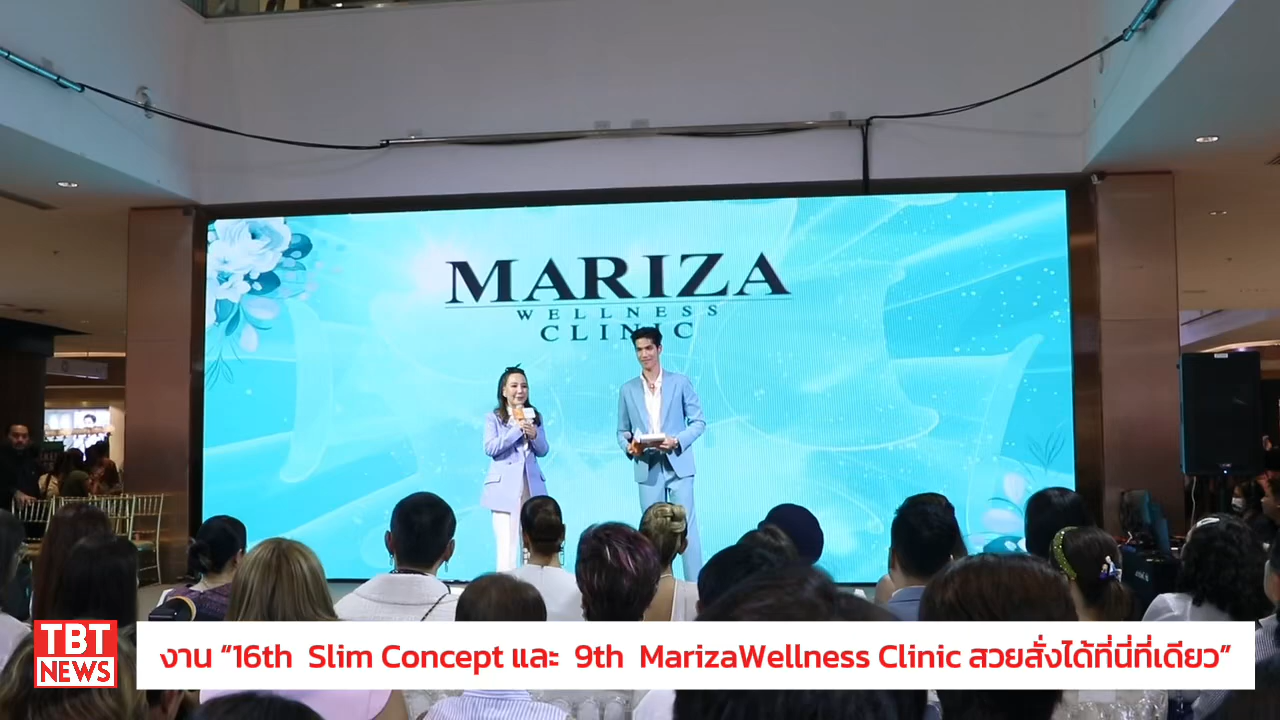 MARIZA
WELLNESS
CLINIC
TBT
NEWS
งาน “16th Slim Concept และ 9th MarizaWellness Clinic สวยสั่งได้ที่นี่ที่เดียว”